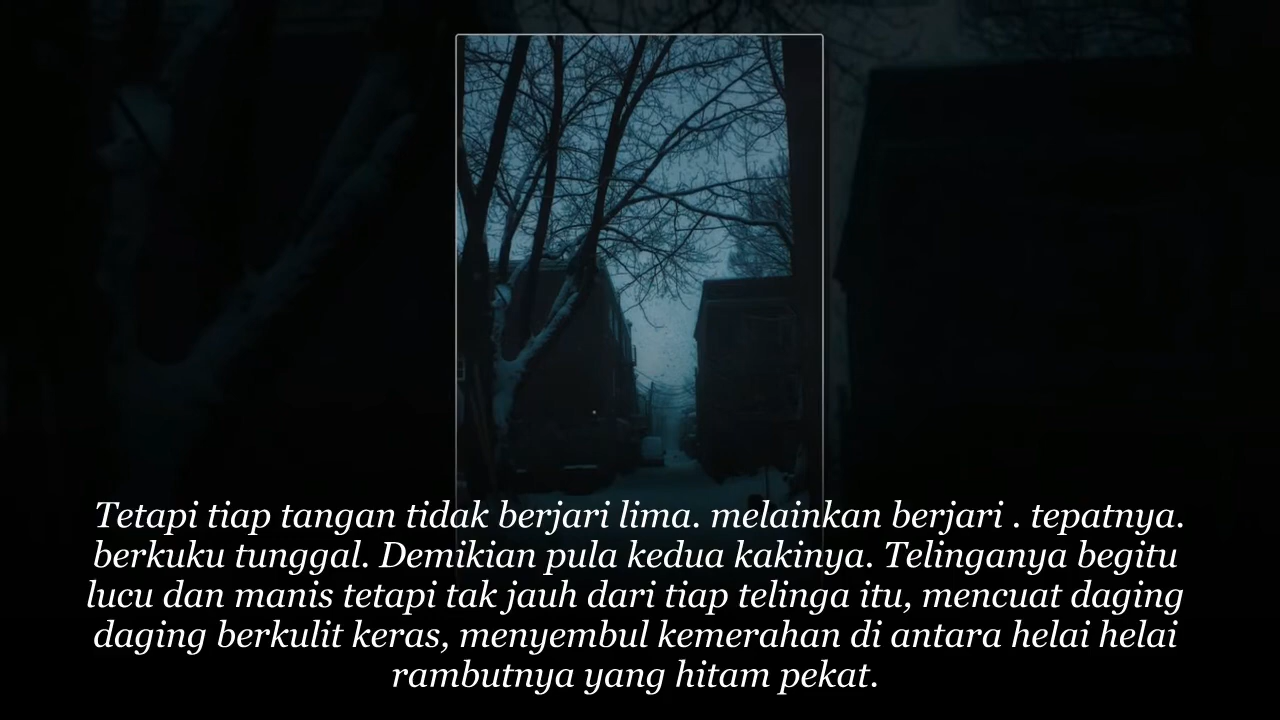 Tetapi tiap tangan tidak berjari lima. melainkan berjari . tepatnya.
berkuku tunggal. Demikian pula kedua kakinya. Telinganya begitu
lucu dan manis tetapi tak jauh dari tiap telinga itu, mencuat daging
daging berkulit keras, menyembul kemerahan di antara helai helai
rambutnya yang hitam pekat.